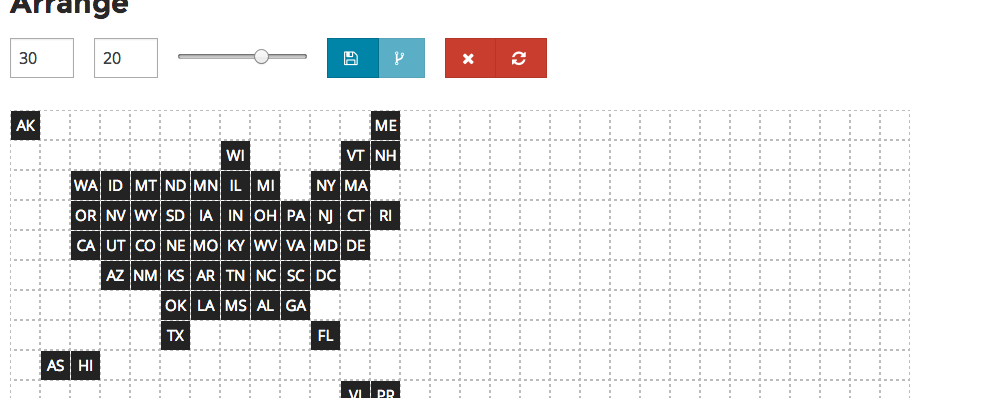 Arrange
30 20
AK ME
WI VT NH
WA ID MT ND MN IL MI NY MA
OR NV WY SD IA IN OH PA NJ CT RI
CA UT CO NE MO KY WV VA MD DE
AZ NM KS AR TN NC SC DC
OK LA MS AL GA
TX FL
AS HI
VI PR